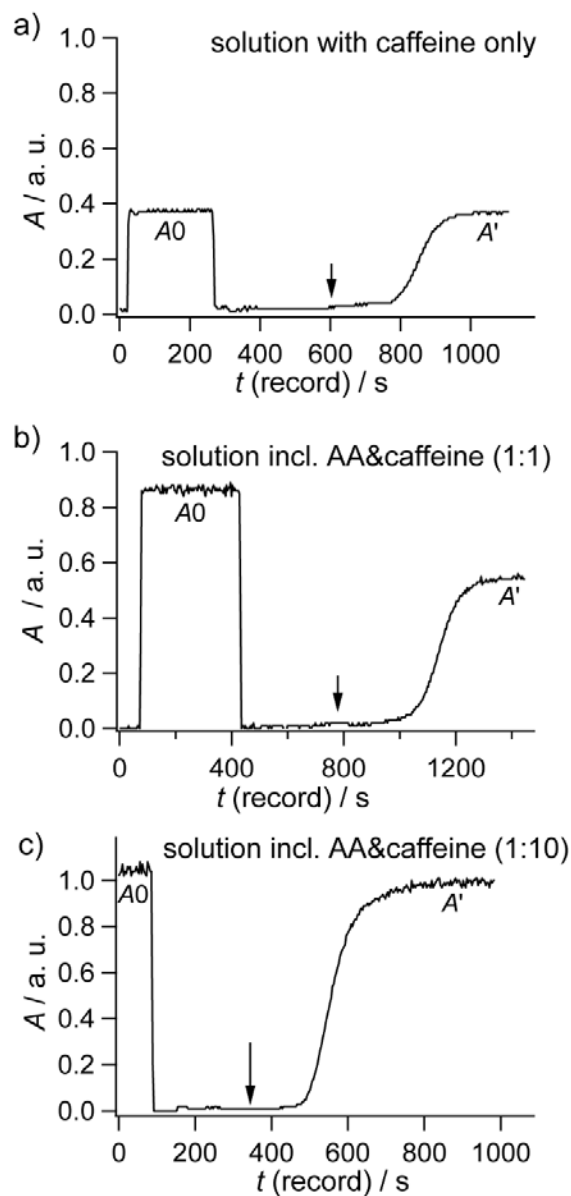 a)
solution with caffeine only
1.0
0.8
0.6
0.4
0.2
0.0
A / a. u.
A0
A'
0 200 400 600 800 1000
t (record) / s
b)
solution incl. AA&caffeine (1:1)
1.0
0.8
0.6
0.4
0.2
0.0
A / a. u.
A0
A'
0 400 800 1200
t (record) / s
c)
solution incl. AA&caffeine (1:10)
1.0
0.8
0.6
0.4
0.2
0.0
A / a. u.
A0
A'
0 200 400 600 800 1000
t (record) / s